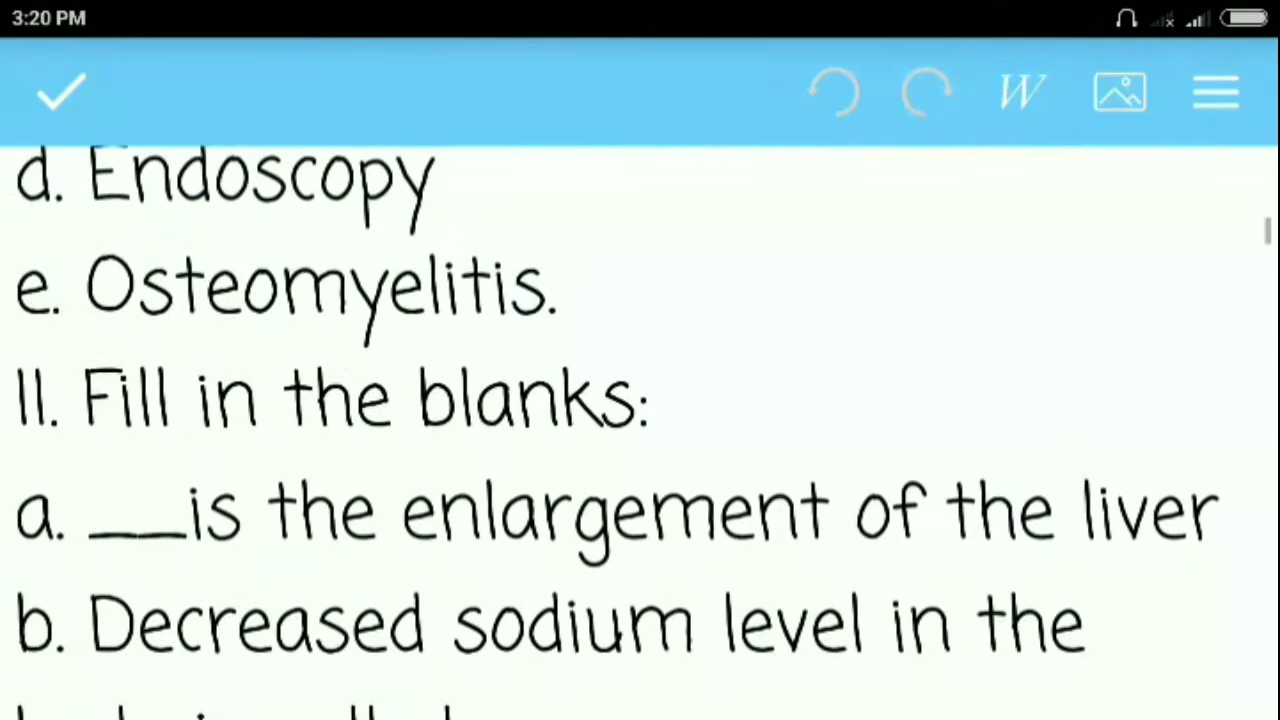 3:20 PM
W
d. Endoscopy
e. Osteomyelitis.
II. Fill in the blanks:
a. __is the enlargement of the liver
b. Decreased sodium level in the